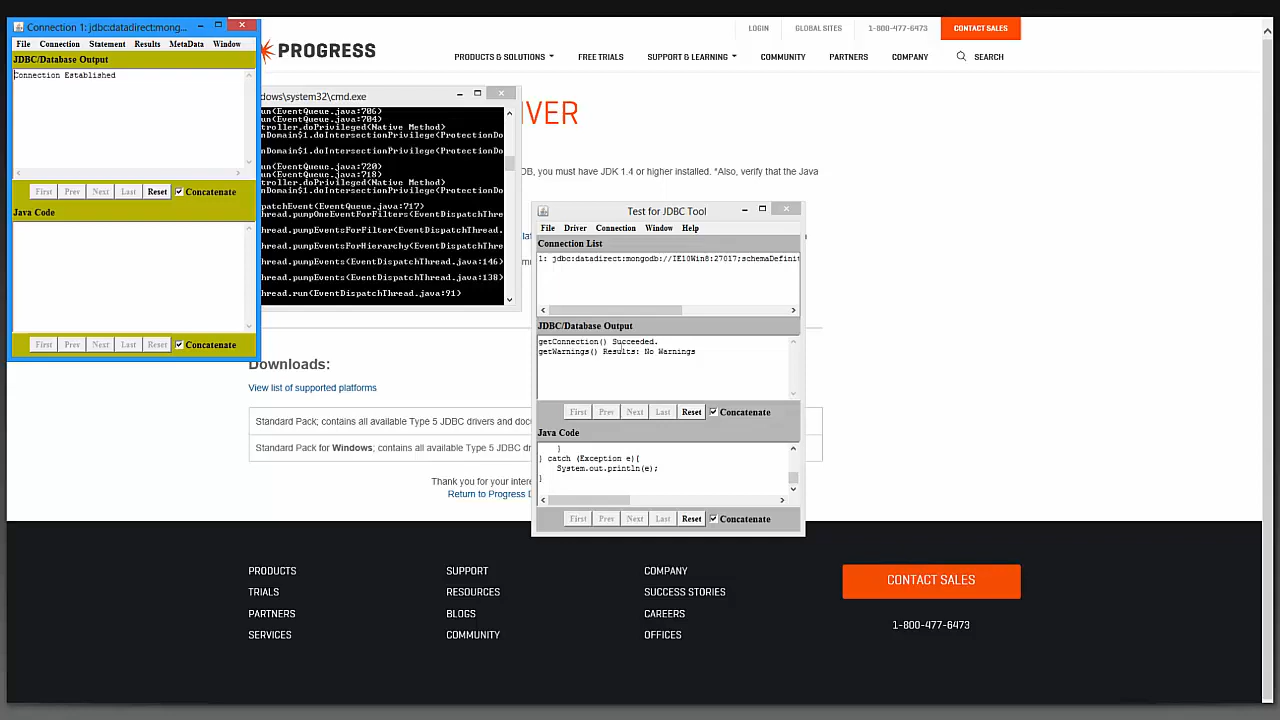 Connection 1: jdbc:datadirect:mongo...
File Connection Statement Results MetaData Window
JDBC/Database Output
Connection Established
First Prev Next Last Reset Concatenate
Java Code
First Prev Next Last Reset Concatenate
PROGRESS
LOGIN GLOBAL SITES 1-800-477-6473 CONTACT SALES
PRODUCTS & SOLUTIONS FREE TRIALS SUPPORT & LEARNING COMMUNITY PARTNERS COMPANY SEARCH
dows\system32\cmd.exe
un(EventQueue.java:706)
un(EventQueue.java:704)
ntroller.doPrivileged(Native Method)
onDomain$1.doIntersectionPrivilege(ProtectionDo
onDomain$1.doIntersectionPrivilege(ProtectionDo
un(EventQueue.java:720)
un(EventQueue.java:718)
ntroller.doPrivileged(Native Method)
onDomain$1.doIntersectionPrivilege(ProtectionDo
patchEvent(EventQueue.java:717)
hread.pumpOneEventForFilters(EventDispatchThre
hread.pumpEventsForFilter(EventDispatchThread.
hread.pumpEventsForHierarchy(EventDispatchThre
hread.pumpEvents(EventDispatchThread.java:146)
hread.pumpEvents(EventDispatchThread.java:138)
hread.run(EventDispatchThread.java:91)
IVER
DB, you must have JDK 1.4 or higher installed. *Also, verify that the Java
Test for JDBC Tool
File Driver Connection Window Help
Connection List
1: jdbc:datadirect:mongodb://IE10Win8:27017;schemaDefinit
JDBC/Database Output
getConnection() Succeeded.
getWarnings() Results: No Warnings
First Prev Next Last Reset Concatenate
Java Code
}
} catch (Exception e){
System.out.println(e);
}
First Prev Next Last Reset Concatenate
Downloads:
View list of supported platforms
Standard Pack; contains all available Type 5 JDBC drivers and doc
Standard Pack for Windows; contains all available Type 5 JDBC dr
Thank you for your intere
Return to Progress D
PRODUCTS
TRIALS
PARTNERS
SERVICES
SUPPORT
RESOURCES
BLOGS
COMMUNITY
COMPANY
SUCCESS STORIES
CAREERS
OFFICES
CONTACT SALES
1-800-477-6473